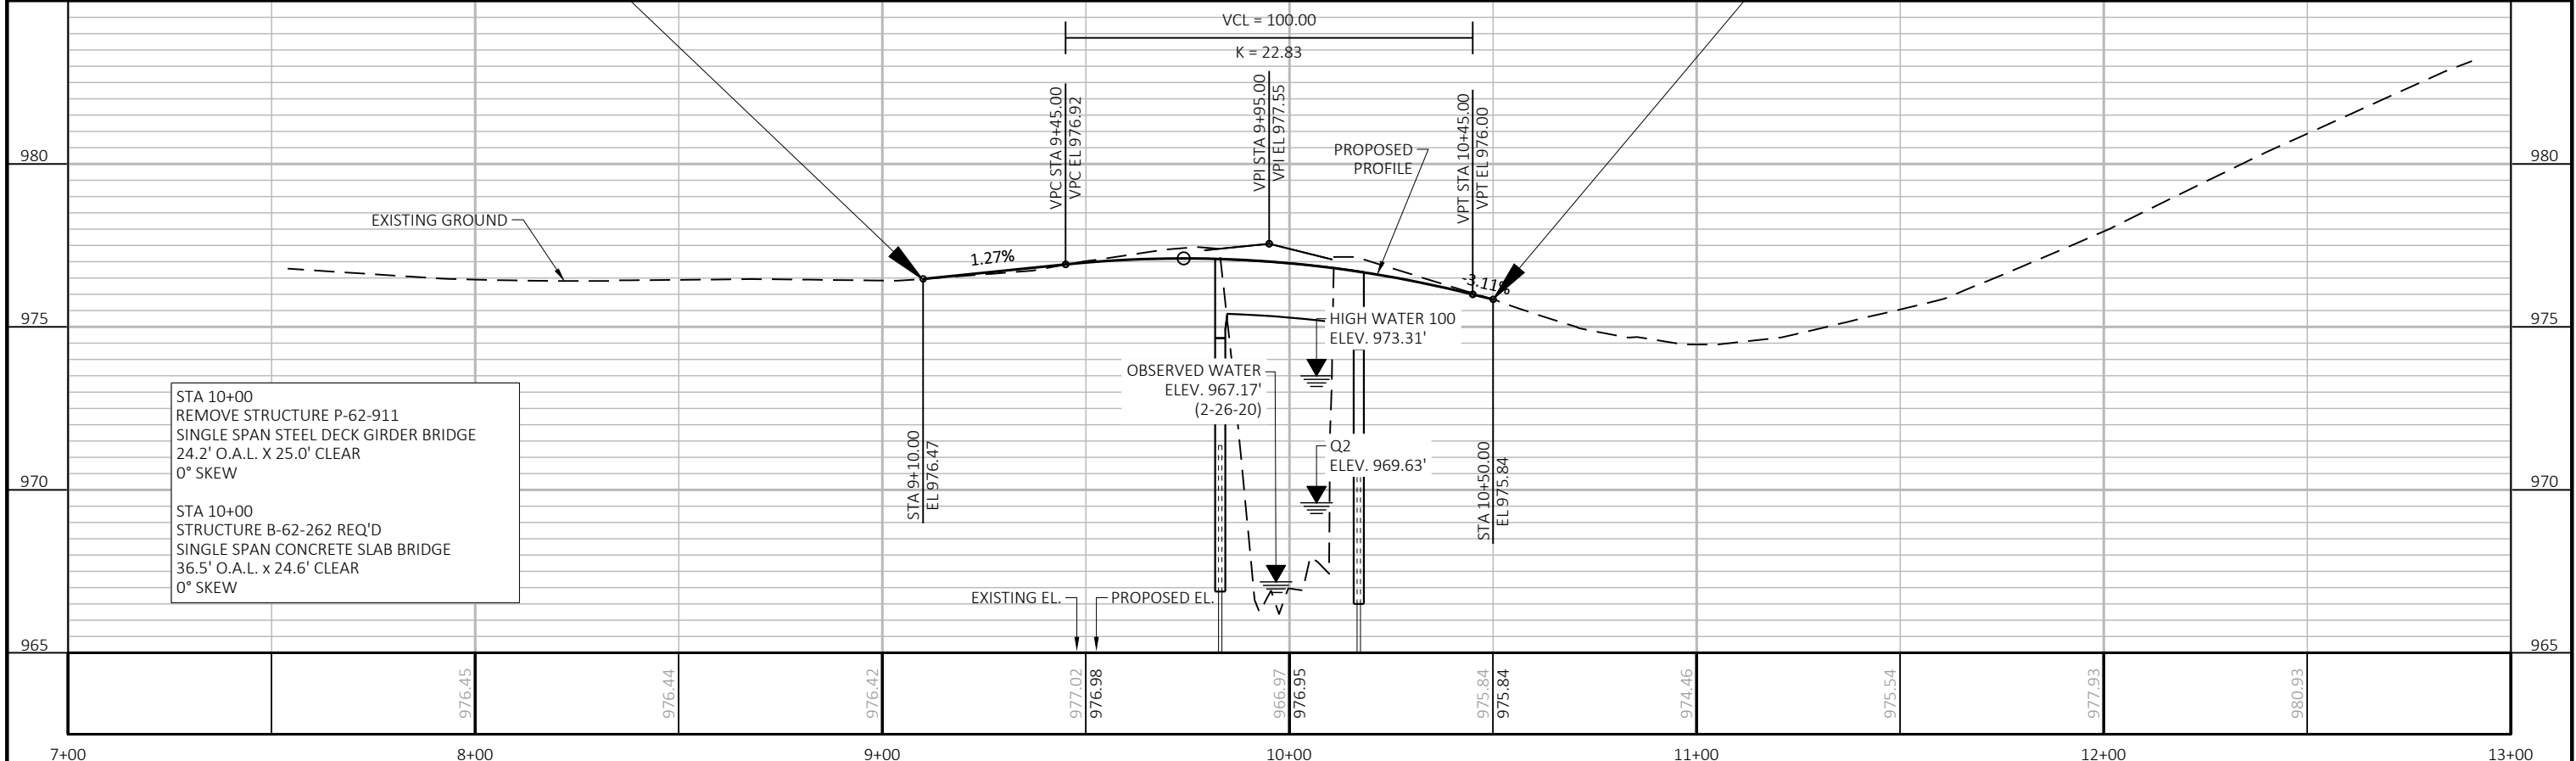 VCL = 100.00
K = 22.83
VPC STA 9+45.00
VPC EL 976.92
VPI STA 9+95.00
VPI EL 977.55
VPT STA 10+45.00
VPT EL 976.00
PROPOSED
PROFILE
980
980
EXISTING GROUND
1.27%
-3.11%
975
975
HIGH WATER 100
ELEV. 973.31'
OBSERVED WATER
ELEV. 967.17'
(2-26-20)
Q2
ELEV. 969.63'
STA 9+10.00
EL 976.47
STA 10+50.00
EL 975.84
STA 10+00
REMOVE STRUCTURE P-62-911
SINGLE SPAN STEEL DECK GIRDER BRIDGE
24.2' O.A.L. X 25.0' CLEAR
0° SKEW
STA 10+00
STRUCTURE B-62-262 REQ'D
SINGLE SPAN CONCRETE SLAB BRIDGE
36.5' O.A.L. x 24.6' CLEAR
0° SKEW
970
970
EXISTING EL.
PROPOSED EL.
965
965
976.45
976.44
976.42
977.02
976.98
966.97
976.95
975.84
975.84
974.46
975.54
977.93
980.93
7+00
8+00
9+00
10+00
11+00
12+00
13+00